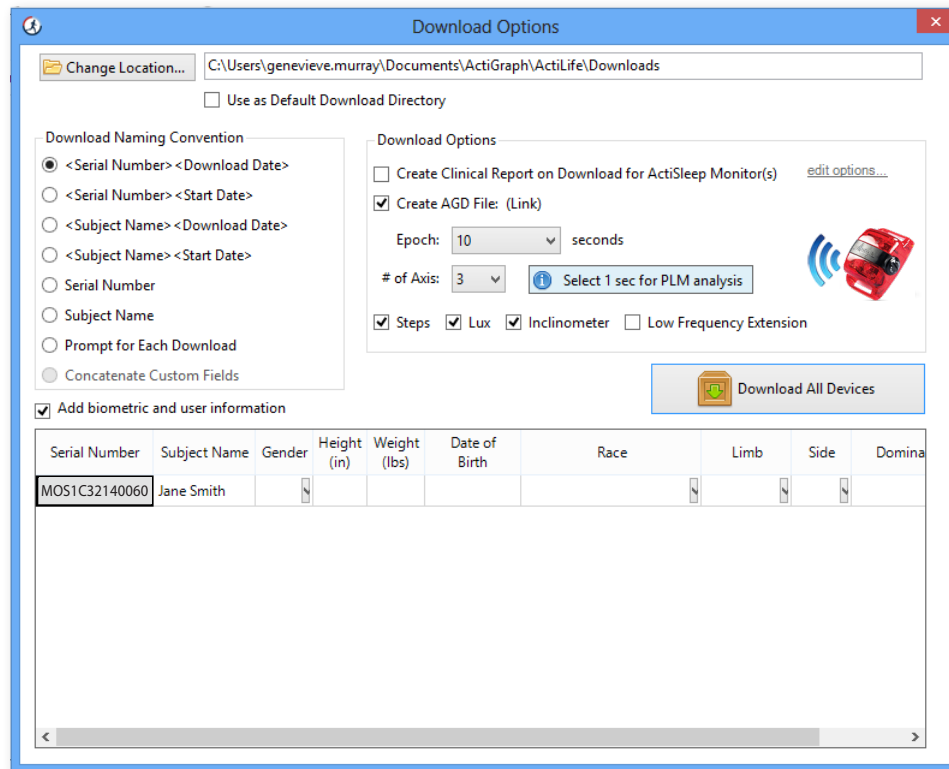 Download Options
Change Location...
C:\Users\genevieve.murray\Documents\ActiGraph\ActiLife\Downloads
Use as Default Download Directory
Download Naming Convention
<Serial Number><Download Date>
<Serial Number><Start Date>
<Subject Name><Download Date>
<Subject Name><Start Date>
Serial Number
Subject Name
Prompt for Each Download
Concatenate Custom Fields
Download Options
Create Clinical Report on Download for ActiSleep Monitor(s) edit options...
Create AGD File: (Link)
Epoch: 10 seconds
# of Axis: 3 Select 1 sec for PLM analysis
Steps Lux Inclinometer Low Frequency Extension
Download All Devices
Add biometric and user information
Serial Number Subject Name Gender Height (in) Weight (lbs) Date of Birth Race Limb Side Domina
MOS1C32140060 Jane Smith